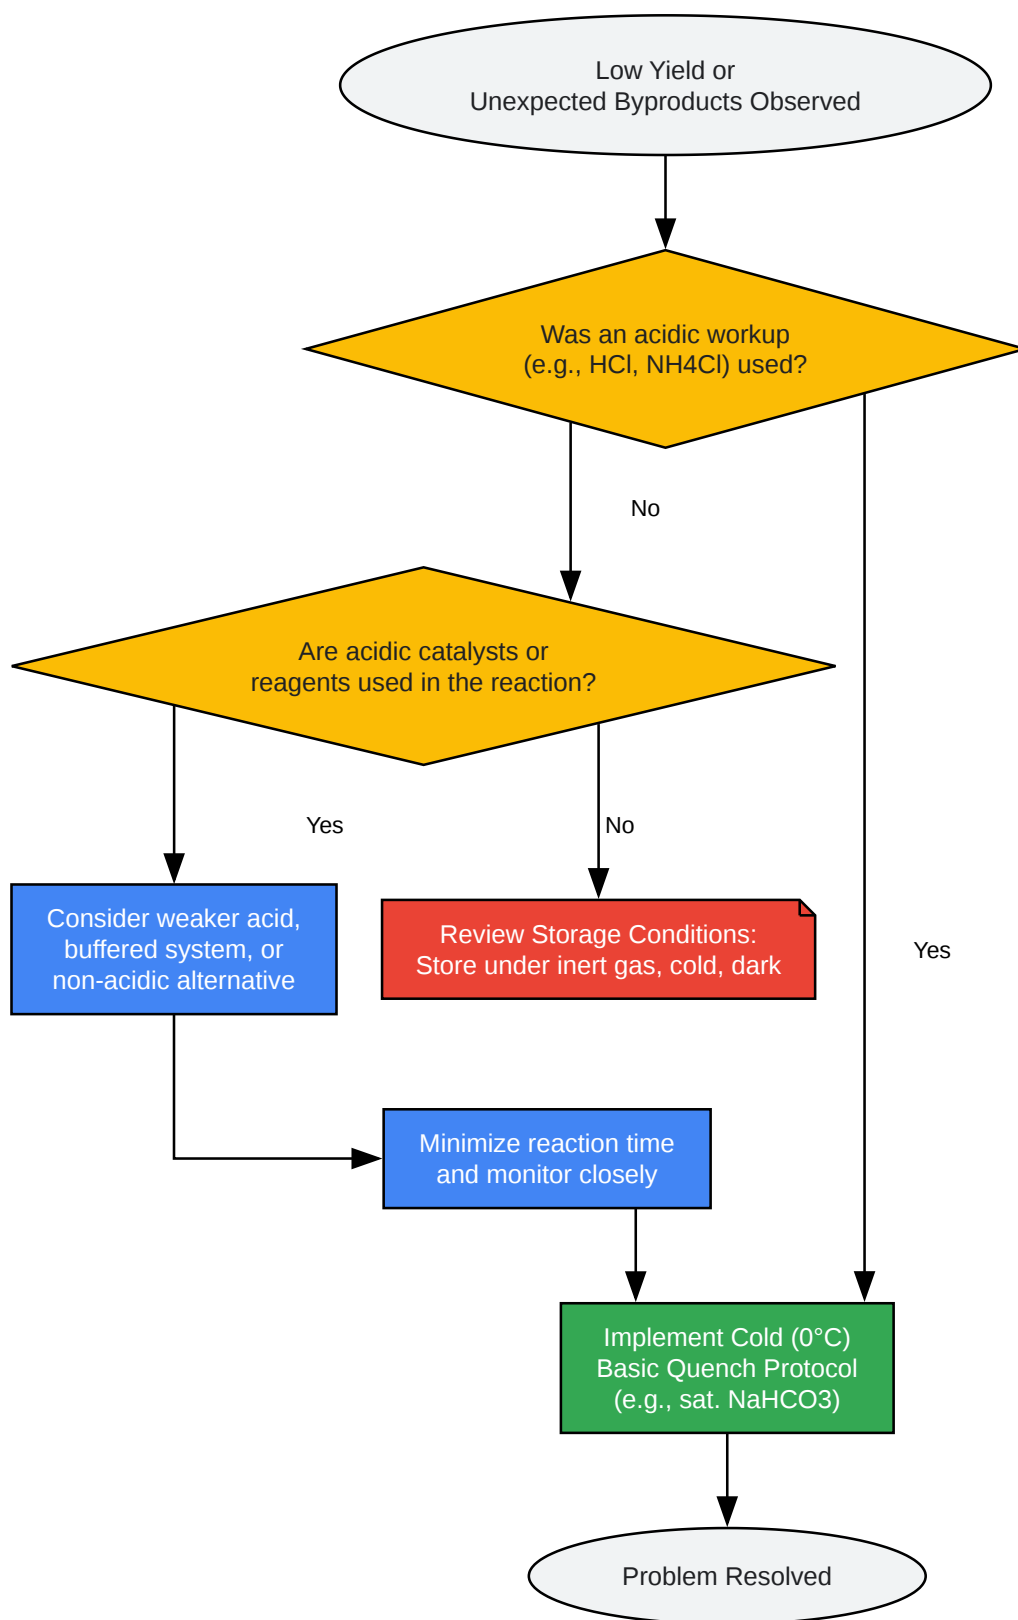 Low Yield or
Unexpected Byproducts Observed
Was an acidic workup
(e.g., HCl, NH4Cl) used?
No
Are acidic catalysts or
reagents used in the reaction?
Yes
No
Consider weaker acid,
buffered system, or
non-acidic alternative
Review Storage Conditions:
Store under inert gas, cold, dark
Yes
Minimize reaction time
and monitor closely
Implement Cold (0°C)
Basic Quench Protocol
(e.g., sat. NaHCO3)
Problem Resolved